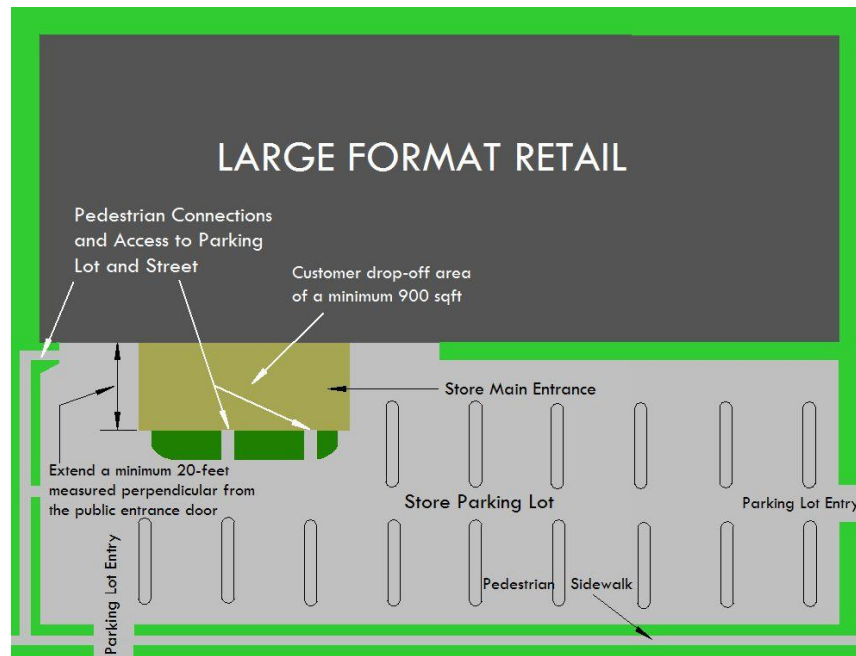 LARGE FORMAT RETAIL
Pedestrian Connections
and Access to Parking
Lot and Street
Customer drop-off area
of a minimum 900 sqft
Store Main Entrance
Extend a minimum 20-feet
measured perpendicular from
the public entrance door
Store Parking Lot
Parking Lot Entry
Parking Lot Entry
Pedestrian Sidewalk